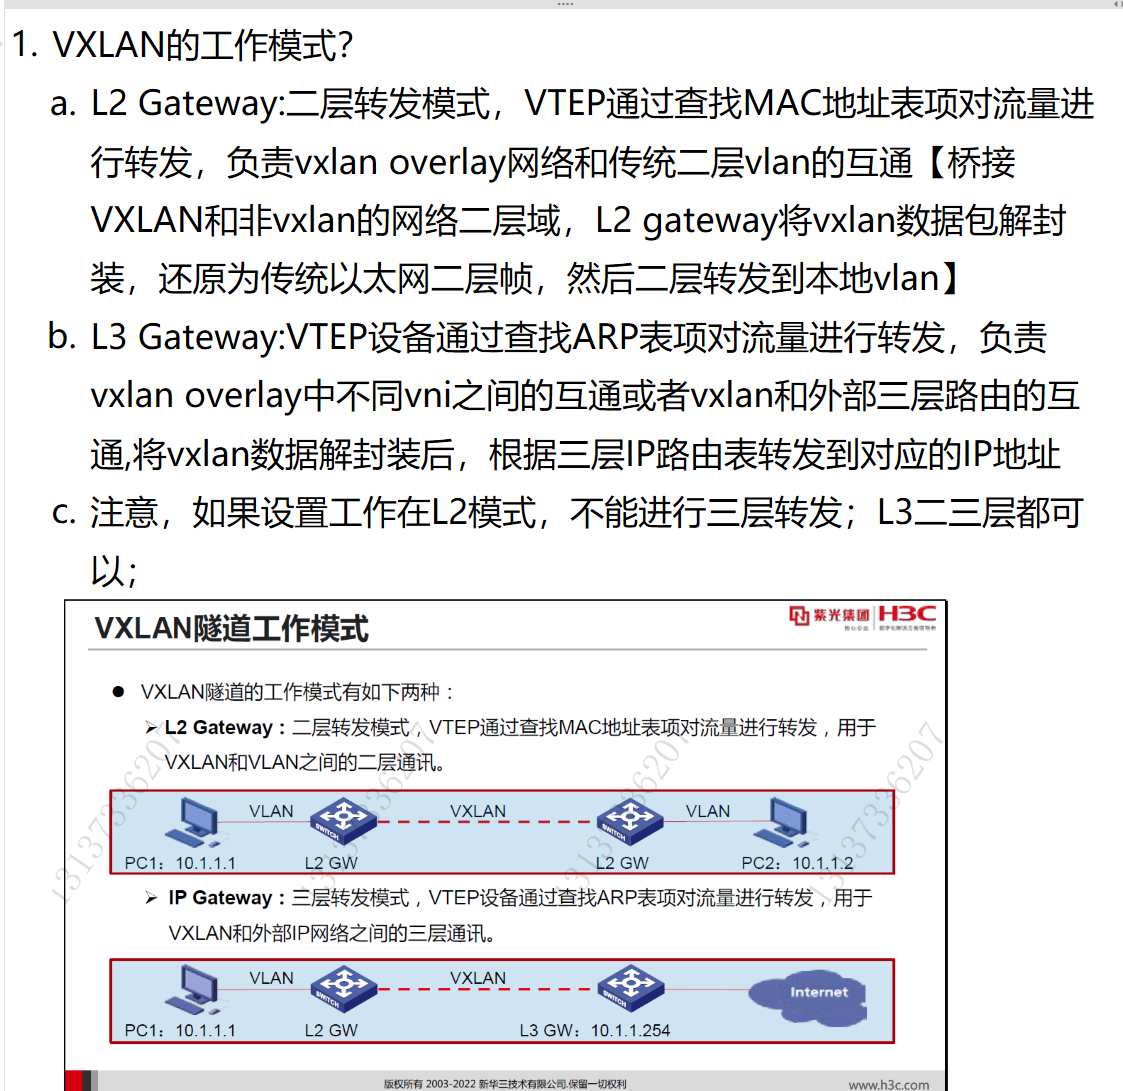 1. VXLAN的工作模式？
a. L2 Gateway:二层转发模式，VTEP通过查找MAC地址表项对流量进
行转发，负责vxlan overlay网络和传统二层vlan的互通【桥接
VXLAN和非vxlan的网络二层域，L2 gateway将vxlan数据包解封
装，还原为传统以太网二层帧，然后二层转发到本地vlan】
b. L3 Gateway:VTEP设备通过查找ARP表项对流量进行转发，负责
vxlan overlay中不同vni之间的互通或者vxlan和外部三层路由的互
通,将vxlan数据解封装后，根据三层IP路由表转发到对应的IP地址
c. 注意，如果设置工作在L2模式，不能进行三层转发；L3二三层都可
以；
VXLAN隧道工作模式
紫光集团 H3C
核心企业 数字化解决方案领导者
● VXLAN隧道的工作模式有如下两种：
➢ L2 Gateway：二层转发模式，VTEP通过查找MAC地址表项对流量进行转发，用于
VXLAN和VLAN之间的二层通讯。
VLAN VXLAN VLAN
SWITCH SWITCH
PC1：10.1.1.1 L2 GW L2 GW PC2：10.1.1.2
➢ IP Gateway：三层转发模式，VTEP设备通过查找ARP表项对流量进行转发，用于
VXLAN和外部IP网络之间的三层通讯。
VLAN VXLAN
SWITCH SWITCH Internet
PC1：10.1.1.1 L2 GW L3 GW：10.1.1.254
版权所有 2003-2022 新华三技术有限公司.保留一切权利
www.h3c.com
13137336207